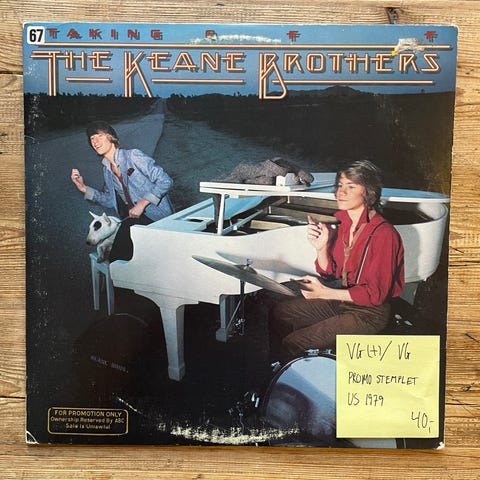 67
TAKING OFF
THE KEANE BROTHERS
KEANE BROS.
FOR PROMOTION ONLY
Ownership Reserved By ABC
Sale is Unlawful
VG(+)/VG
PROMO STEMPLET
US 1979
40,-